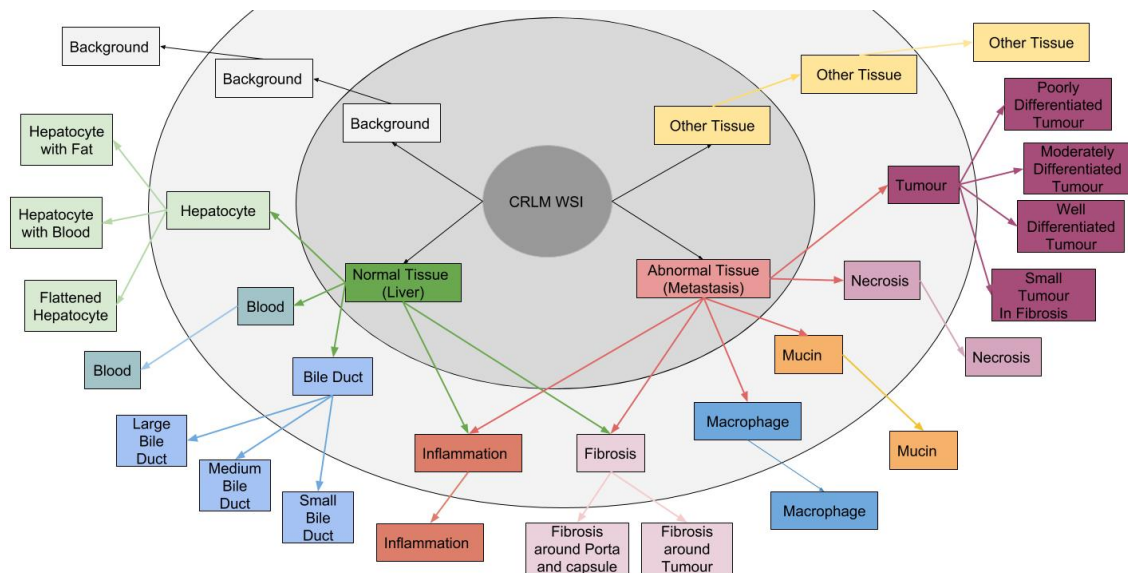 Other Tissue
Background
Other Tissue
Background
Poorly
Differentiated
Tumour
Background
Other Tissue
Hepatocyte
with Fat
Moderately
Differentiated
Tumour
Tumour
CRLM WSI
Hepatocyte
with Blood
Hepatocyte
Well
Differentiated
Tumour
Normal Tissue
(Liver)
Abnormal Tissue
(Metastasis)
Necrosis
Flattened
Hepatocyte
Blood
Small
Tumour
In Fibrosis
Blood
Mucin
Necrosis
Bile Duct
Macrophage
Large
Bile
Duct
Inflammation
Fibrosis
Mucin
Medium
Bile
Duct
Small
Bile
Duct
Macrophage
Inflammation
Fibrosis
around Porta
and capsule
Fibrosis
around
Tumour